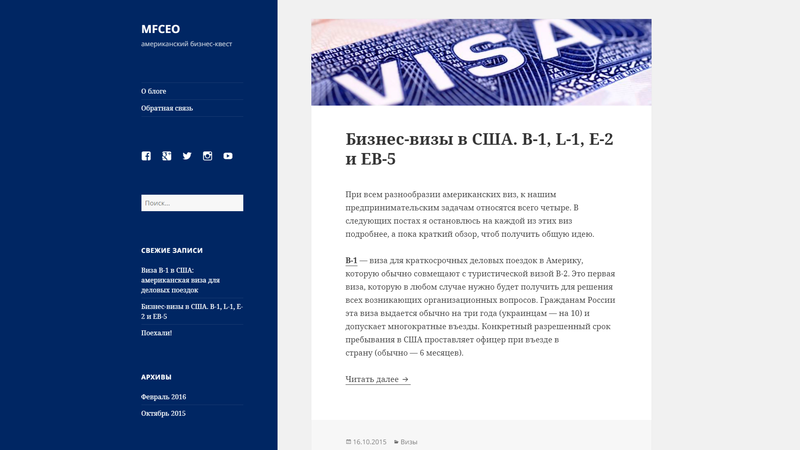 MFCEO
американский бизнес-квест
О блоге
Обратная связь
Поиск…
СВЕЖИЕ ЗАПИСИ
Виза B-1 в США:
американская виза для
деловых поездок
Бизнес-визы в США. B-1, L-1, E-
2 и EB-5
Поехали!
АРХИВЫ
Февраль 2016
Октябрь 2015
VISA
Бизнес-визы в США. B-1, L-1, E-2
и EB-5
При всем разнообразии американских виз, к нашим
предпринимательским задачам относятся всего четыре. В
следующих постах я остановлюсь на каждой из этих виз
подробнее, а пока краткий обзор, чтоб получить общую идею.
B-1 — виза для краткосрочных деловых поездок в Америку,
которую обычно совмещают с туристической визой B-2. Это первая
виза, которую в любом случае нужно будет получить для решения
всех возникающих организационных вопросов. Гражданам России
эта виза выдается обычно на три года (украинцам — на 10) и
допускает многократные въезды. Конкретный разрешенный срок
пребывания в США проставляет офицер при въезде в
страну (обычно — 6 месяцев).
Читать далее →
16.10.2015 Визы